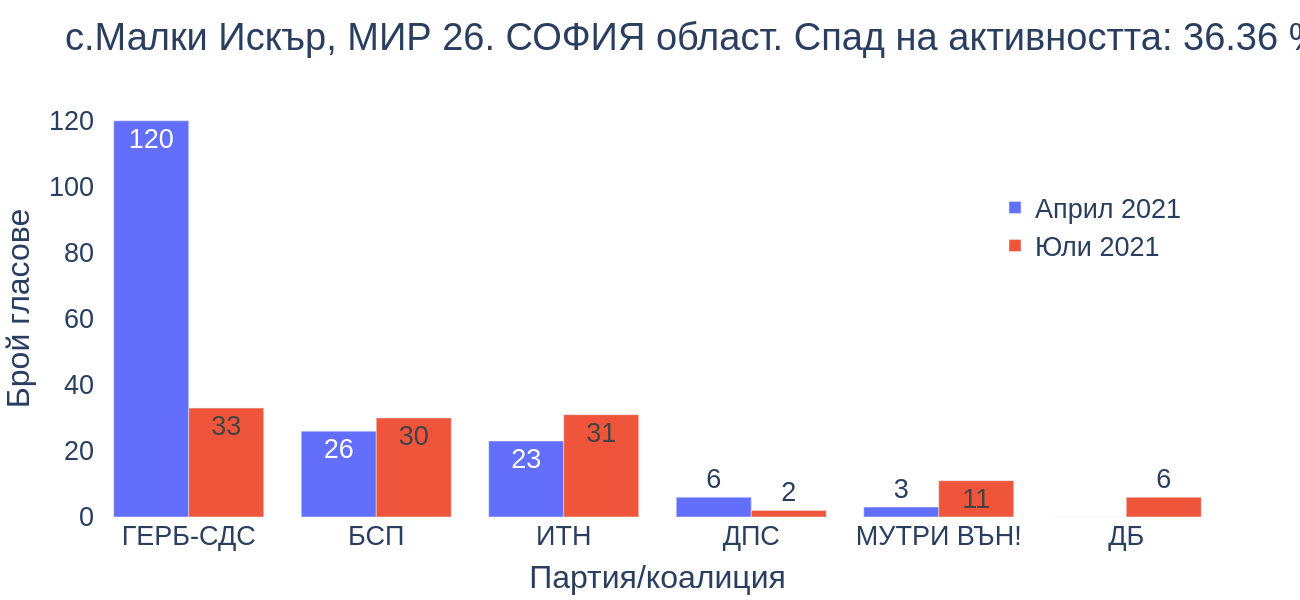 с.Малки Искър, МИР 26. СОФИЯ област. Спад на активността: 36.36 %
120
100
80
60
40
20
0
Брой гласове
120
33
26
30
23
31
6
2
3
11
6
Април 2021
Юли 2021
ГЕРБ-СДС
БСП
ИТН
ДПС
МУТРИ ВЪН!
ДБ
Партия/коалиция